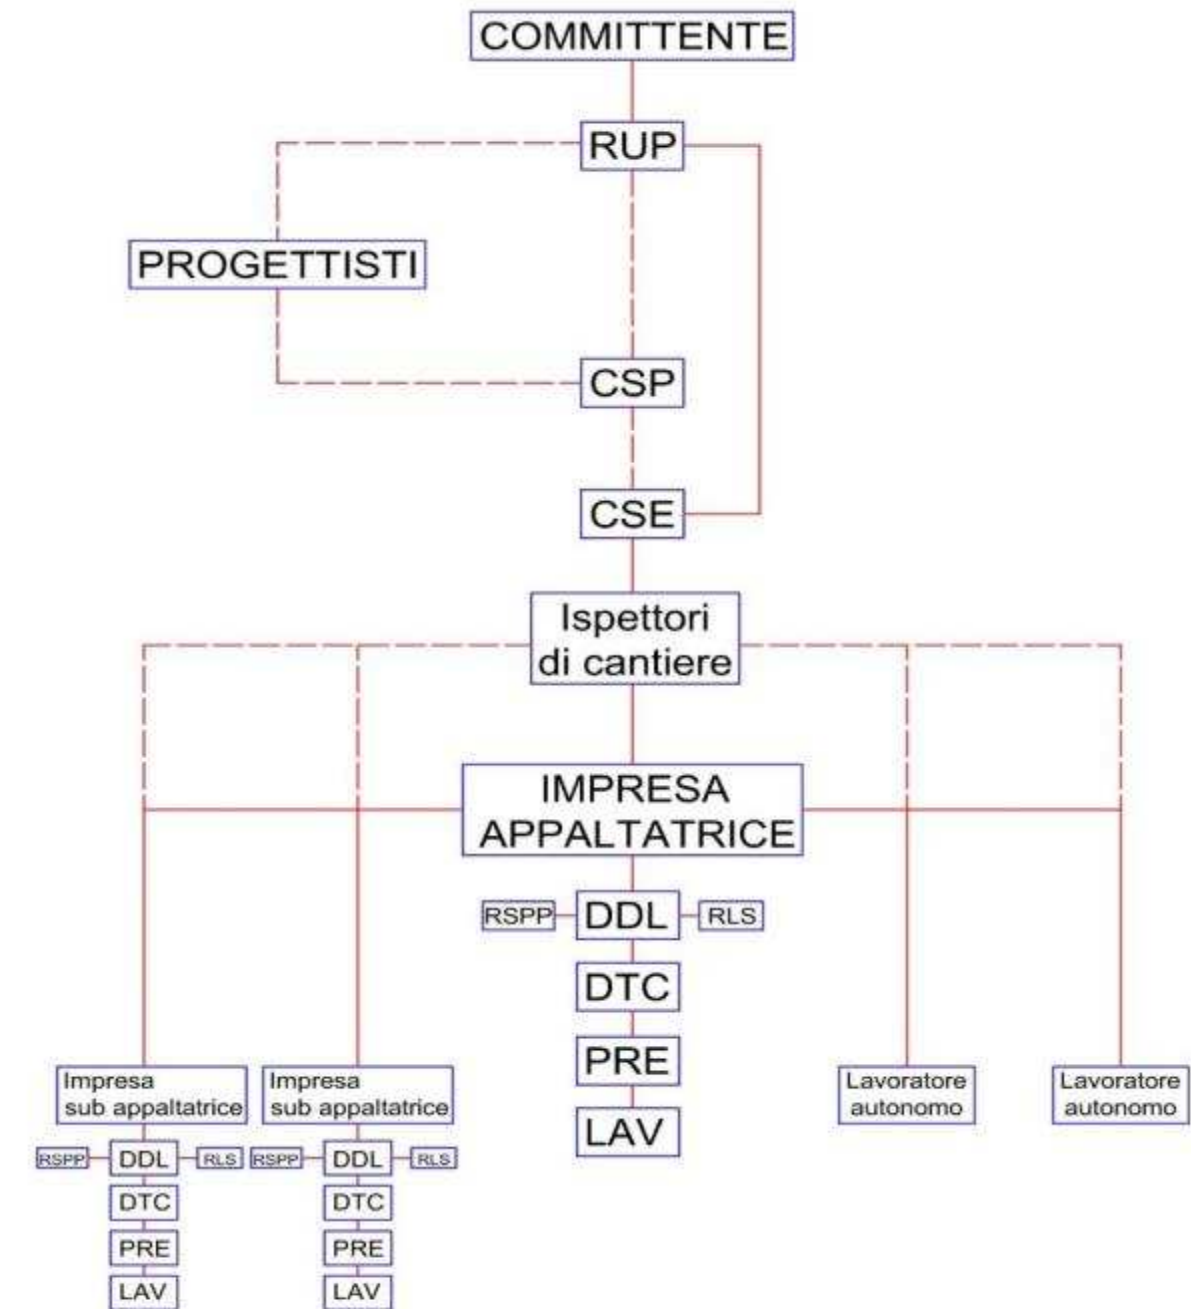 COMMITTENTE
RUP
PROGETTISTI
CSP
CSE
Ispettori
di cantiere
IMPRESA
APPALTATRICE
RSPP
DDL
RLS
DTC
PRE
LAV
Impresa
sub appaltatrice
RSPP
DDL
RLS
DTC
PRE
LAV
Impresa
sub appaltatrice
RSPP
DDL
RLS
DTC
PRE
LAV
Lavoratore
autonomo
Lavoratore
autonomo